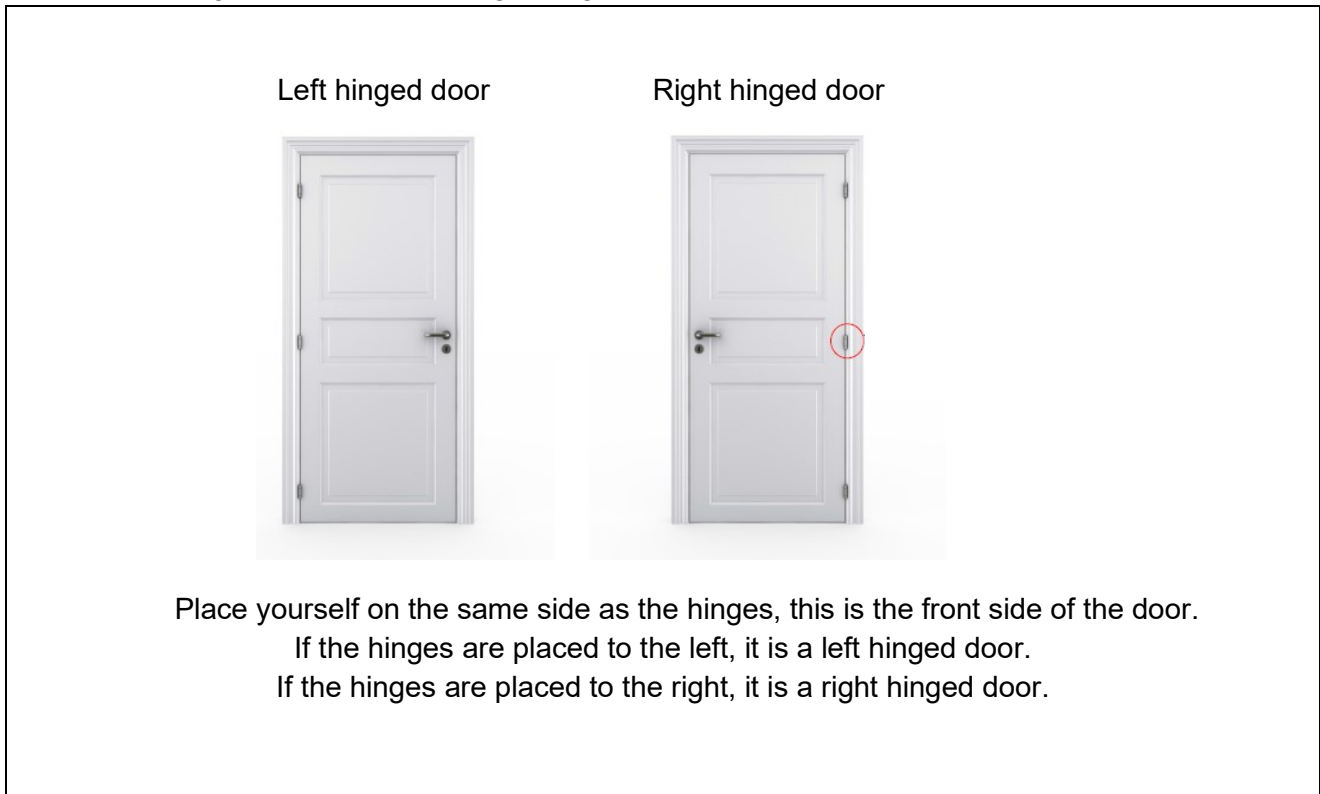 Left hinged door
Right hinged door
Place yourself on the same side as the hinges, this is the front side of the door.
If the hinges are placed to the left, it is a left hinged door.
If the hinges are placed to the right, it is a right hinged door.